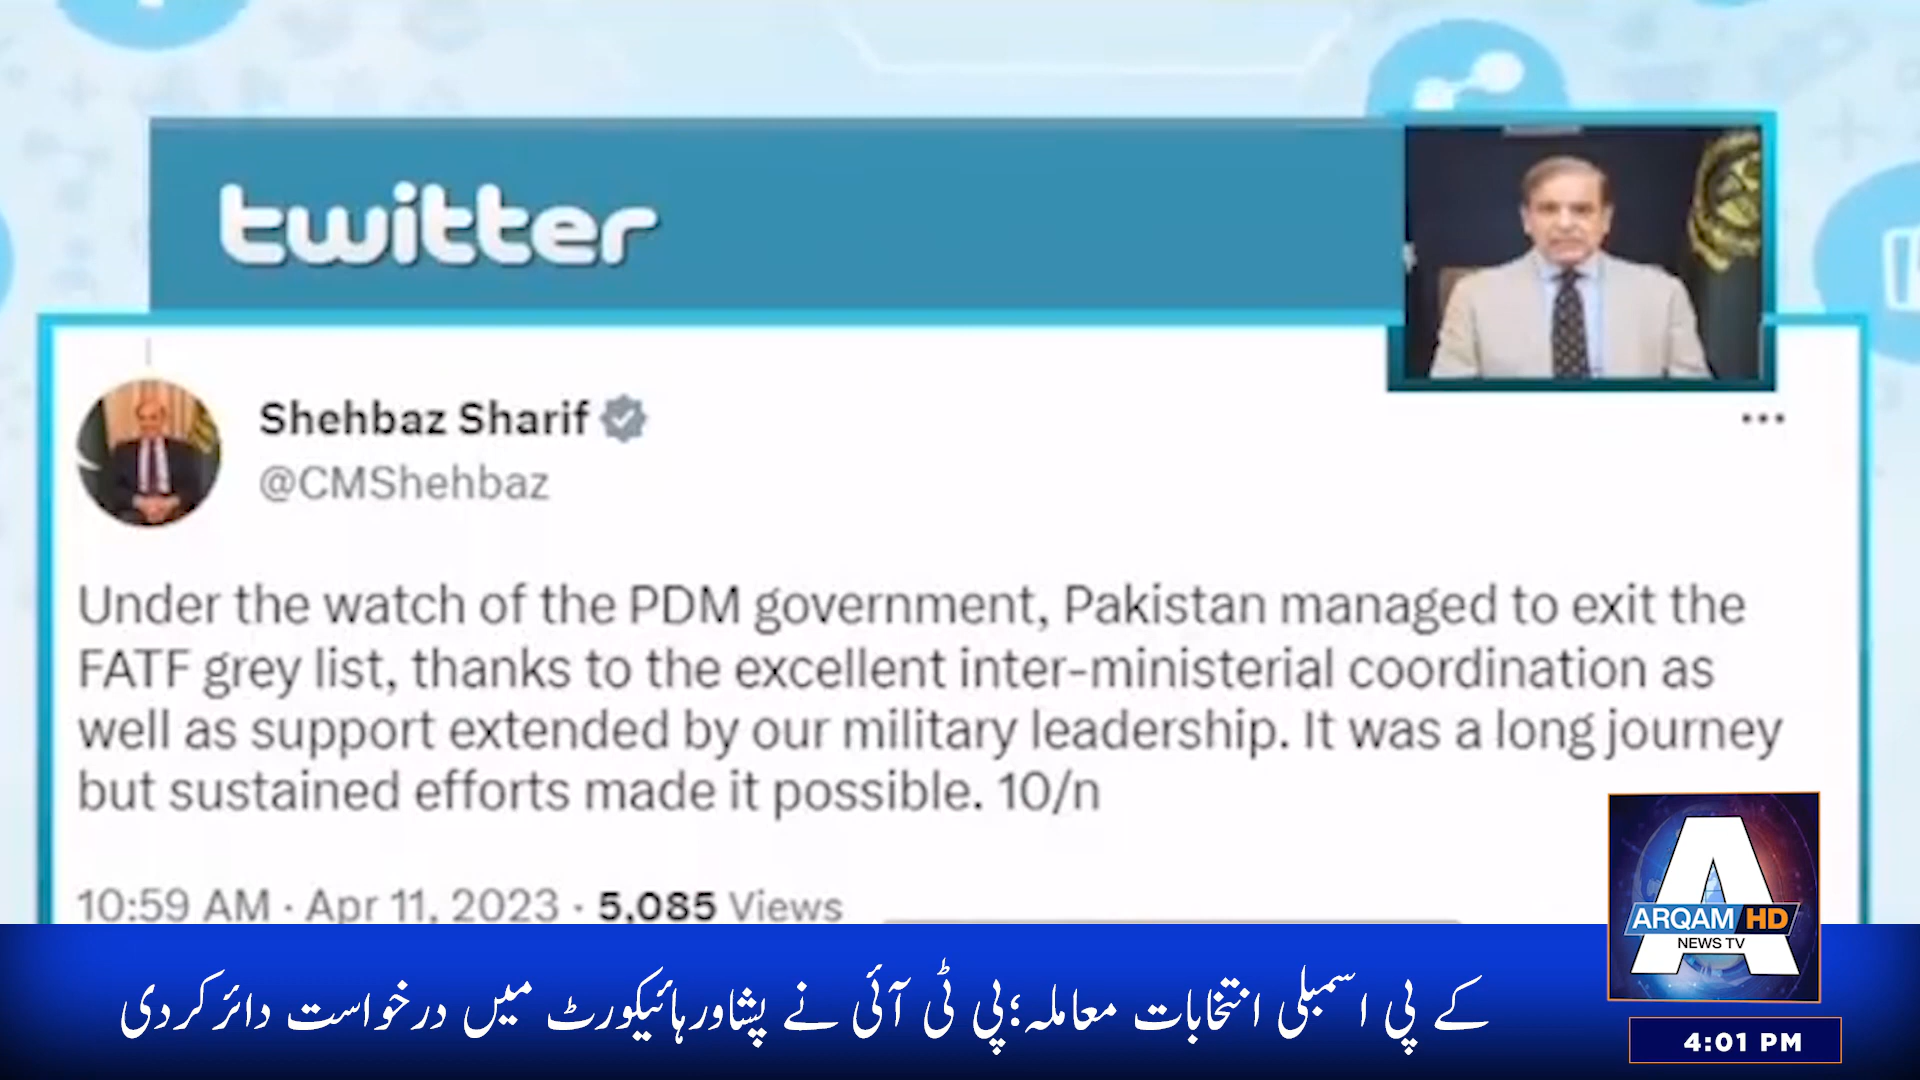 twitter
Shehbaz Sharif
@CMShehbaz
Under the watch of the PDM government, Pakistan managed to exit the
FATF grey list, thanks to the excellent inter-ministerial coordination as
well as support extended by our military leadership. It was a long journey
but sustained efforts made it possible. 10/n
10:59 AM · Apr 11, 2023 · 5,085 Views
ARQAM HD
NEWS TV
کے پی اسمبلی انتخابات معاملہ؛پی ٹی آئی نے پشاورہائیکورٹ میں درخواست دائرکردی
4:01 PM